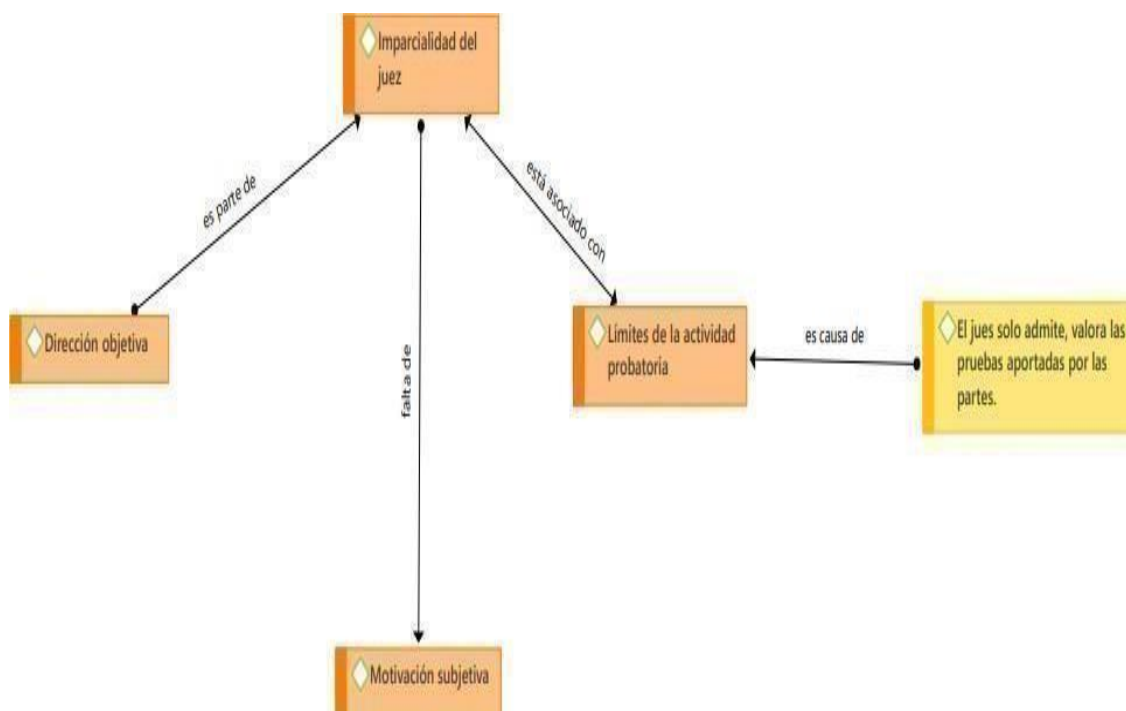 Imparcialidad del
juez
es parte de
está asociado con
falta de
Dirección objetiva
Límites de la actividad
probatoria
es causa de
El jues solo admite, valora las
pruebas aportadas por las
partes.
Motivación subjetiva